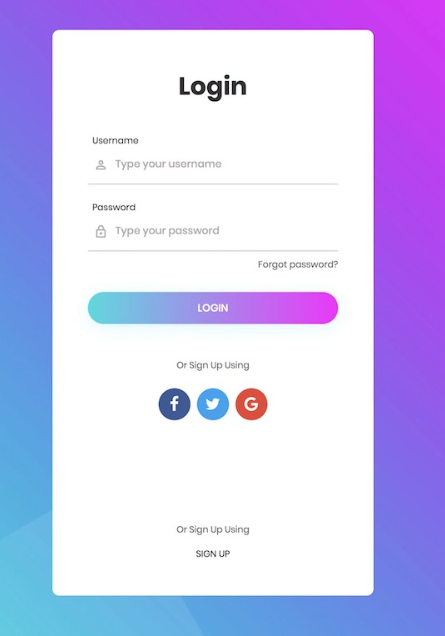 Login
Username
Type your username
Password
Type your password
Forgot password?
LOGIN
Or Sign Up Using
Or Sign Up Using
SIGN UP